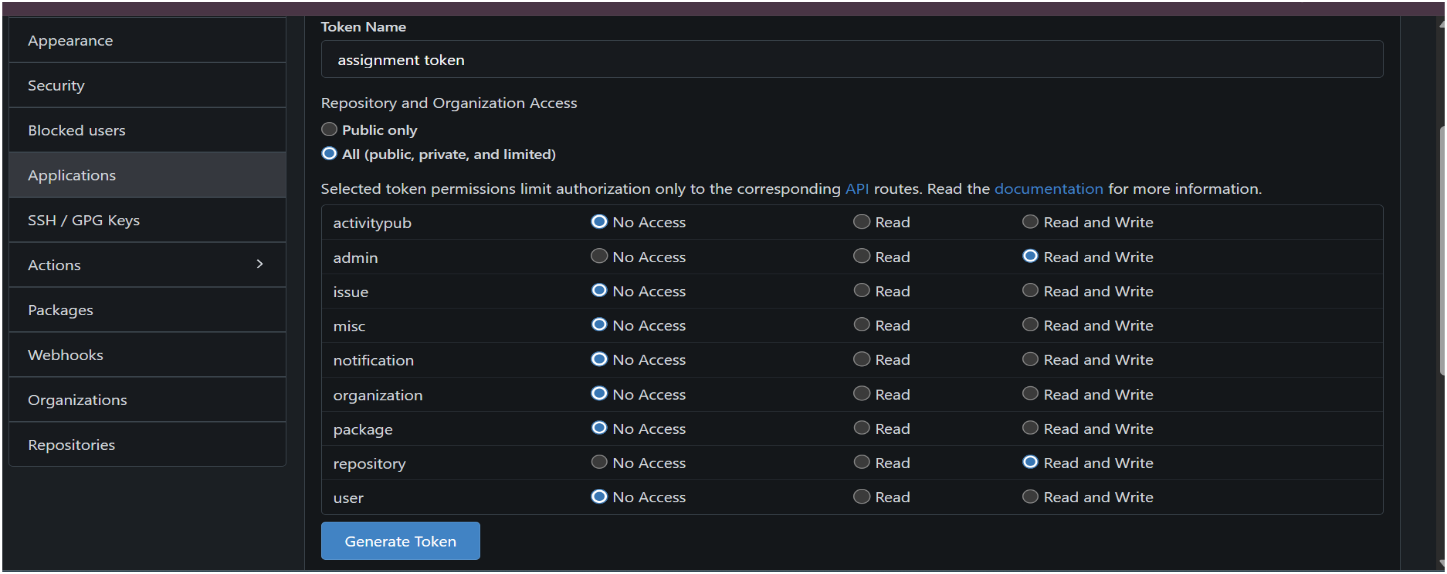 Appearance
Security
Blocked users
Applications
SSH / GPG Keys
Actions
Packages
Webhooks
Organizations
Repositories
Token Name
assignment token
Repository and Organization Access
Public only
All (public, private, and limited)
Selected token permissions limit authorization only to the corresponding API routes. Read the documentation for more information.
activitypub No Access Read Read and Write
admin No Access Read Read and Write
issue No Access Read Read and Write
misc No Access Read Read and Write
notification No Access Read Read and Write
organization No Access Read Read and Write
package No Access Read Read and Write
repository No Access Read Read and Write
user No Access Read Read and Write
Generate Token